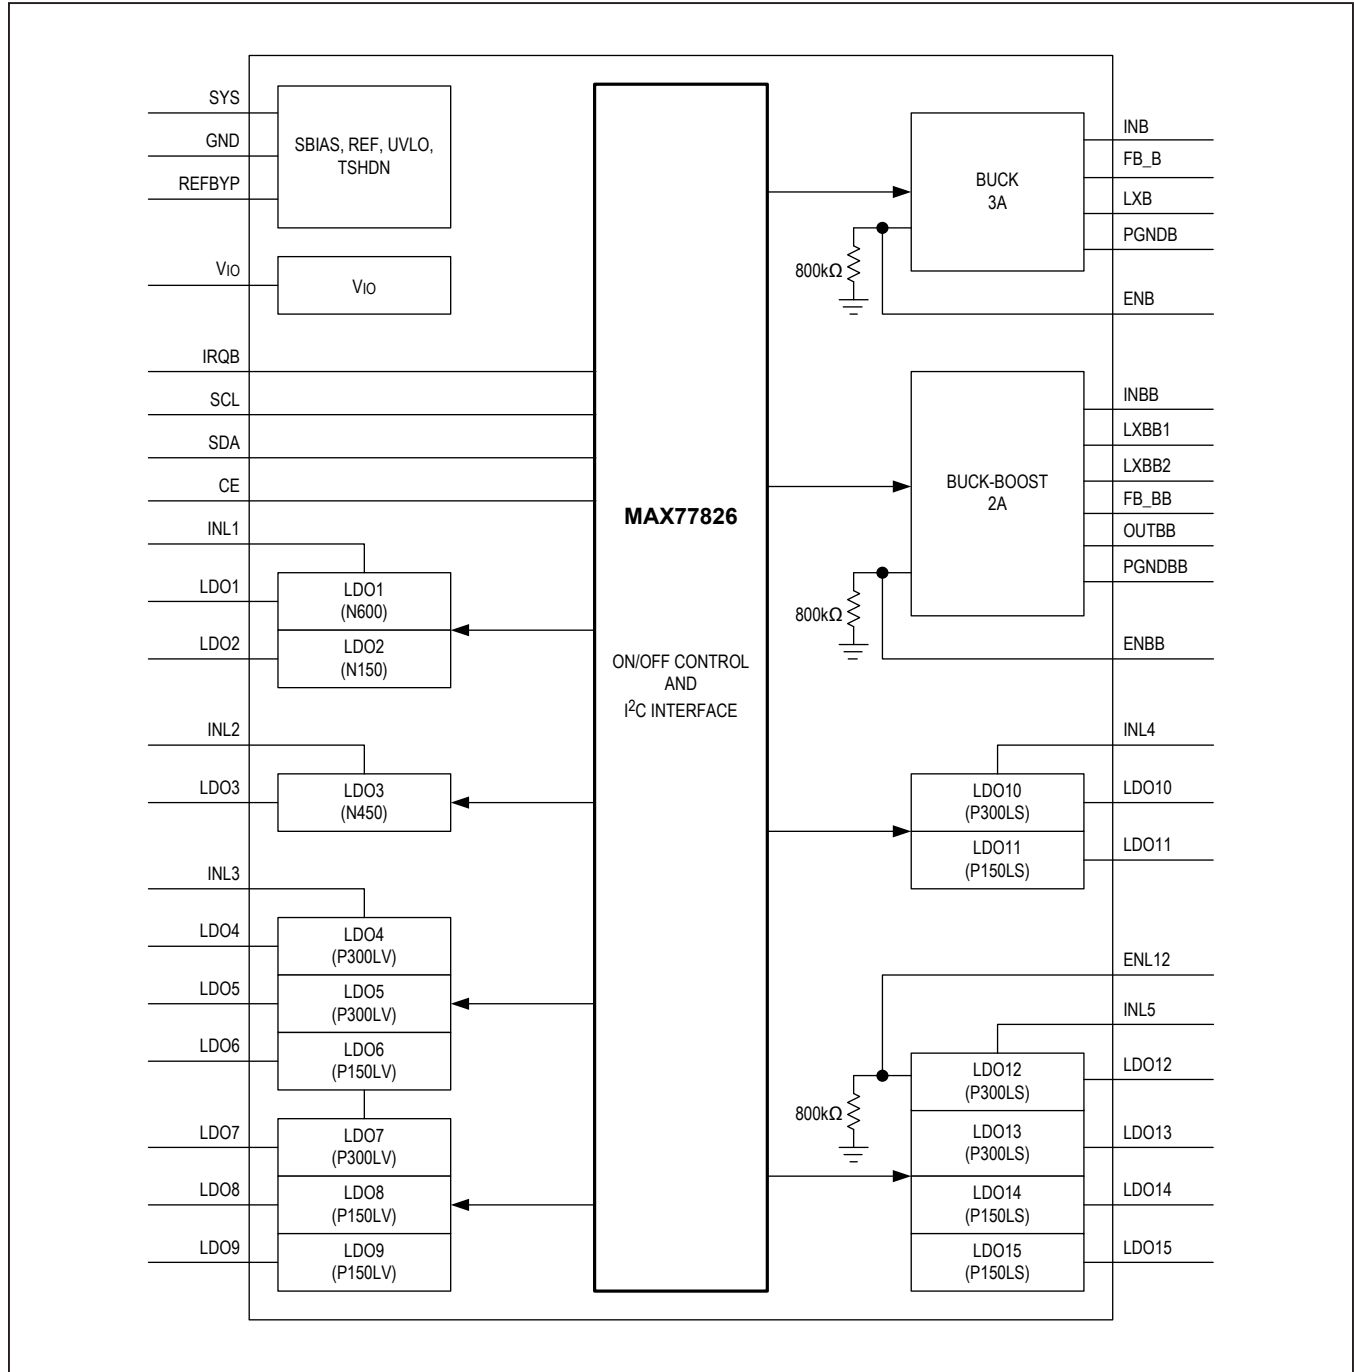 SYS
GND
REFBYP
SBIAS, REF, UVLO,
TSHDN
VIO
VIO
IRQB
SCL
SDA
CE
INL1
LDO1
LDO1
(N600)
LDO2
LDO2
(N150)
INL2
LDO3
LDO3
(N450)
INL3
LDO4
LDO4
(P300LV)
LDO5
LDO5
(P300LV)
LDO6
LDO6
(P150LV)
LDO7
LDO7
(P300LV)
LDO8
LDO8
(P150LV)
LDO9
LDO9
(P150LV)
MAX77826
ON/OFF CONTROL
AND
I²C INTERFACE
BUCK
3A
INB
FB_B
LXB
PGNDB
800kΩ
ENB
BUCK-BOOST
2A
INBB
LXBB1
LXBB2
FB_BB
OUTBB
PGNDBB
800kΩ
ENBB
INL4
LDO10
(P300LS)
LDO10
LDO11
(P150LS)
LDO11
ENL12
INL5
LDO12
(P300LS)
LDO12
800kΩ
LDO13
(P300LS)
LDO13
LDO14
(P150LS)
LDO14
LDO15
(P150LS)
LDO15